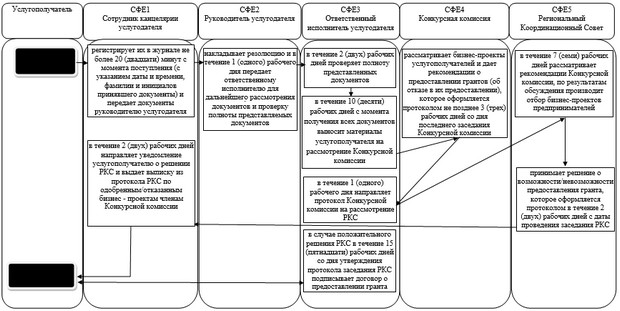 Услугополучатель
СФЕ1
Сотрудник канцелярии
услугодателя
СФЕ2
Руководитель услугодателя
СФЕ3
Ответственный
исполнитель услугодателя
СФЕ4
Конкурсная комиссия
СФЕ5
Региональный
Координационный Совет
регистрирует их в журнале не
более 20 (двадцати) минут с
момента поступления (с
указанием даты и времени,
фамилии и инициалов
принявшего документы) и
передает документы
руководителю услугодателя
накладывает резолюцию и в
течение 1 (одного) рабочего
дня передает
ответственному
исполнителю для
дальнейшего рассмотрения
документов и проверку
полноты представляемых
документов
в течение 2 (двух) рабочих
дней проверяет полноту
представленных
документов
в течение 10 (десяти)
рабочих дней с момента
получения всех документов
выносит материалы
услугополучателя на
рассмотрение Конкурсной
комиссии
рассматривает бизнес-проекты
услугополучателей и дает
рекомендации о
предоставлении грантов (об
отказе в их предоставлении),
которое оформляется
протоколом не позднее 3 (трех)
рабочих дней со дня
последнего заседания
Конкурсной комиссии
в течение 7 (семи) рабочих
дней рассматривает
рекомендации Конкурсной
комиссии, по результатам
обсуждения производит
отбор бизнес-проектов
предпринимателей
в течение 2 (двух) рабочих дней
направляет уведомление
услугополучателю о решении
РКС и выдает выписку из
протокола РКС по
одобренным/отказанным
бизнес - проектам членам
Конкурсной комиссии
в течение 1 (одного)
рабочего дня направляет
протокол Конкурсной
комиссии на рассмотрение
РКС
принимает решение о
возможности/невозможности
предоставления гранта,
которое оформляется
протоколом в течение 2
(двух) рабочих дней с даты
проведения заседания РКС
в случае положительного
решения РКС в течение 15
(пятнадцати) рабочих дней
со дня утверждения
протокола заседания РКС
подписывает договор о
предоставлении гранта